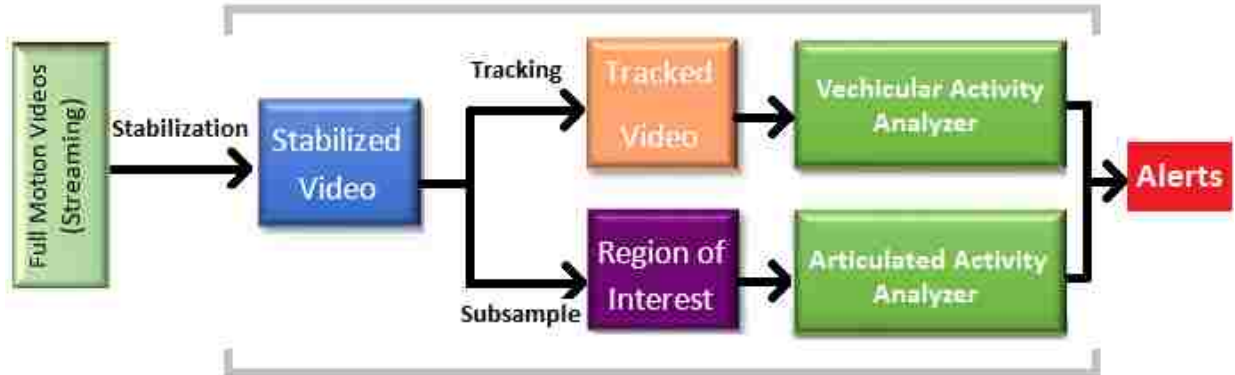 Full Motion Videos
(Streaming)
Stabilization
Stabilized
Video
Tracking
Tracked
Video
Vechicular Activity
Analyzer
Subsample
Region of
Interest
Articulated Activity
Analyzer
Alerts